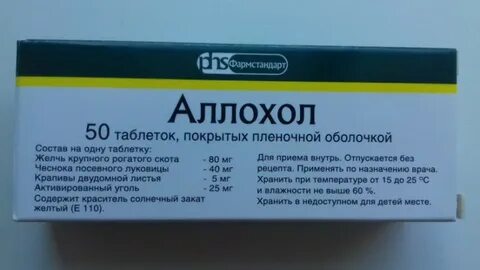 phs Фармстандарт
Аллохол
50 таблеток, покрытых пленочной оболочкой
Состав на одну таблетку:
Желчь крупного рогатого скота - 80 мг
Чеснока посевного луковицы - 40 мг
Крапивы двудомной листья - 5 мг
Активированный уголь - 25 мг
Содержит краситель солнечный закат
желтый (Е 110).
Для приема внутрь. Отпускается без
рецепта. Применять по назначению врача.
Хранить при температуре от 15 до 25 ºС
и влажности не выше 60 %.
Хранить в недоступном для детей месте.